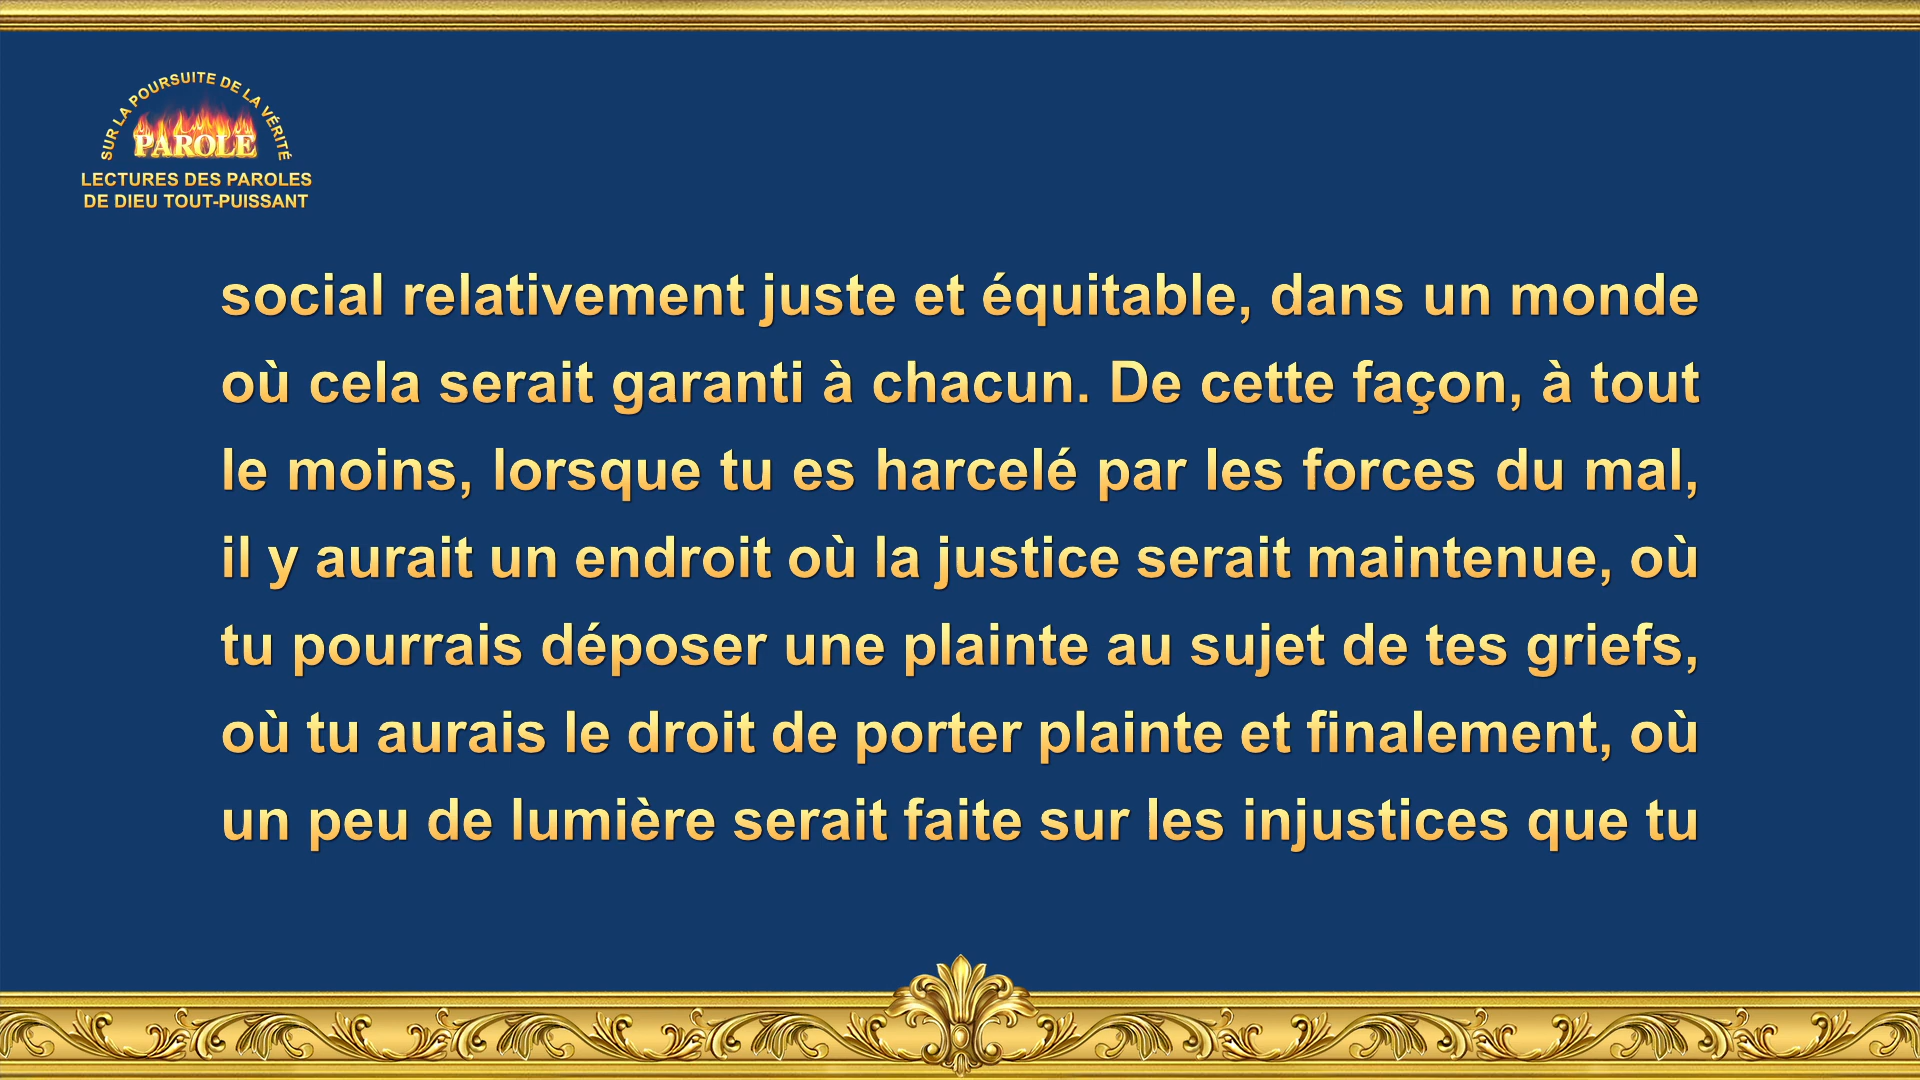 SUR LA POURSUITE DE LA VÉRITÉ
PAROLE
LECTURES DES PAROLES
DE DIEU TOUT-PUISSANT
social relativement juste et équitable, dans un monde
où cela serait garanti à chacun. De cette façon, à tout
le moins, lorsque tu es harcelé par les forces du mal,
il y aurait un endroit où la justice serait maintenue, où
tu pourrais déposer une plainte au sujet de tes griefs,
où tu aurais le droit de porter plainte et finalement, où
un peu de lumière serait faite sur les injustices que tu